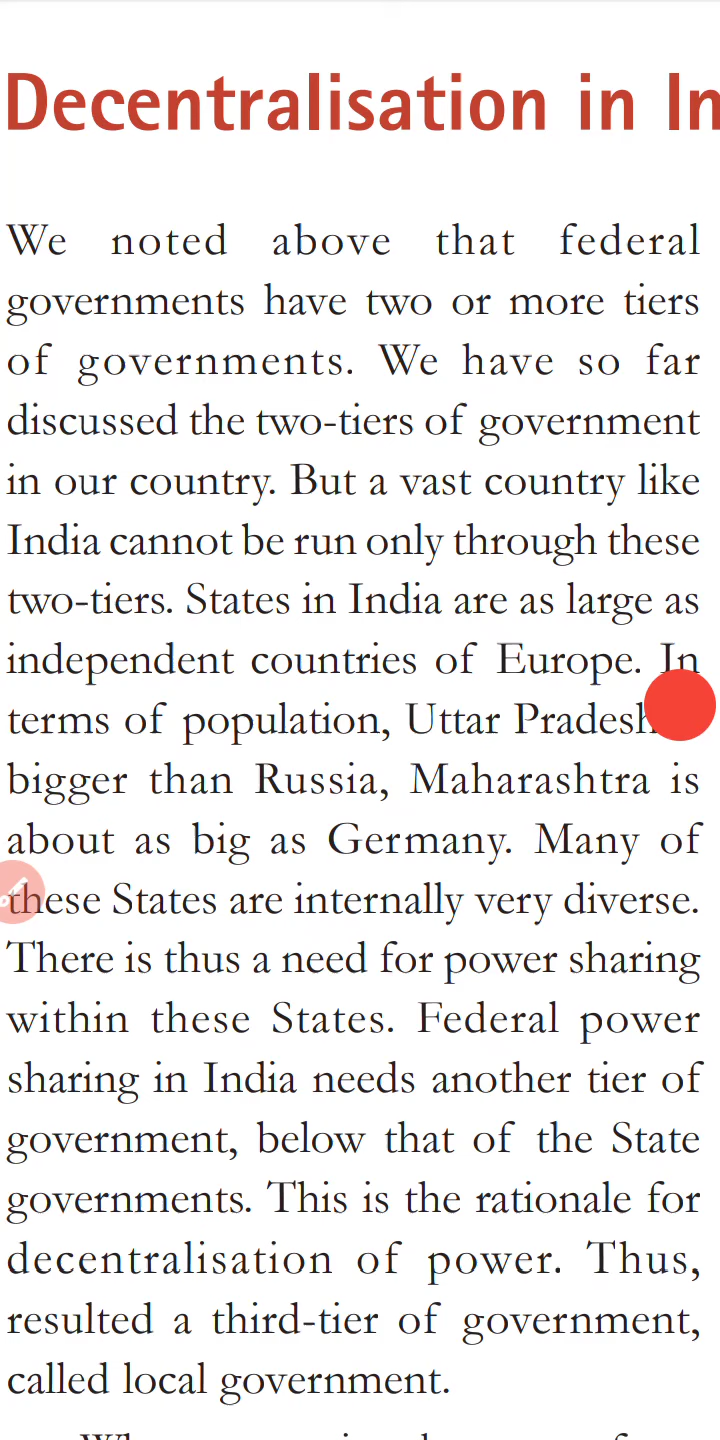 Decentralisation in In
We noted above that federal
governments have two or more tiers
of governments. We have so far
discussed the two-tiers of government
in our country. But a vast country like
India cannot be run only through these
two-tiers. States in India are as large as
independent countries of Europe. In
terms of population, Uttar Pradesh
bigger than Russia, Maharashtra is
about as big as Germany. Many of
these States are internally very diverse.
There is thus a need for power sharing
within these States. Federal power
sharing in India needs another tier of
government, below that of the State
governments. This is the rationale for
decentralisation of power. Thus,
resulted a third-tier of government,
called local government.